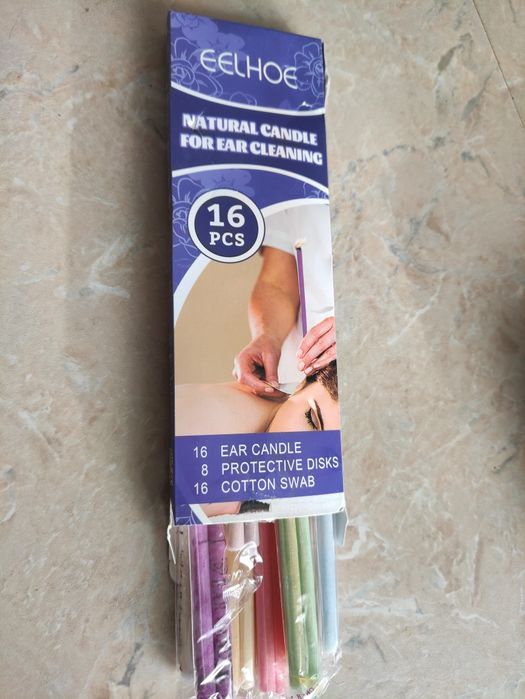 EELHOE
NATURAL CANDLE
FOR EAR CLEANING
16
PCS
16 EAR CANDLE
8 PROTECTIVE DISKS
16 COTTON SWAB